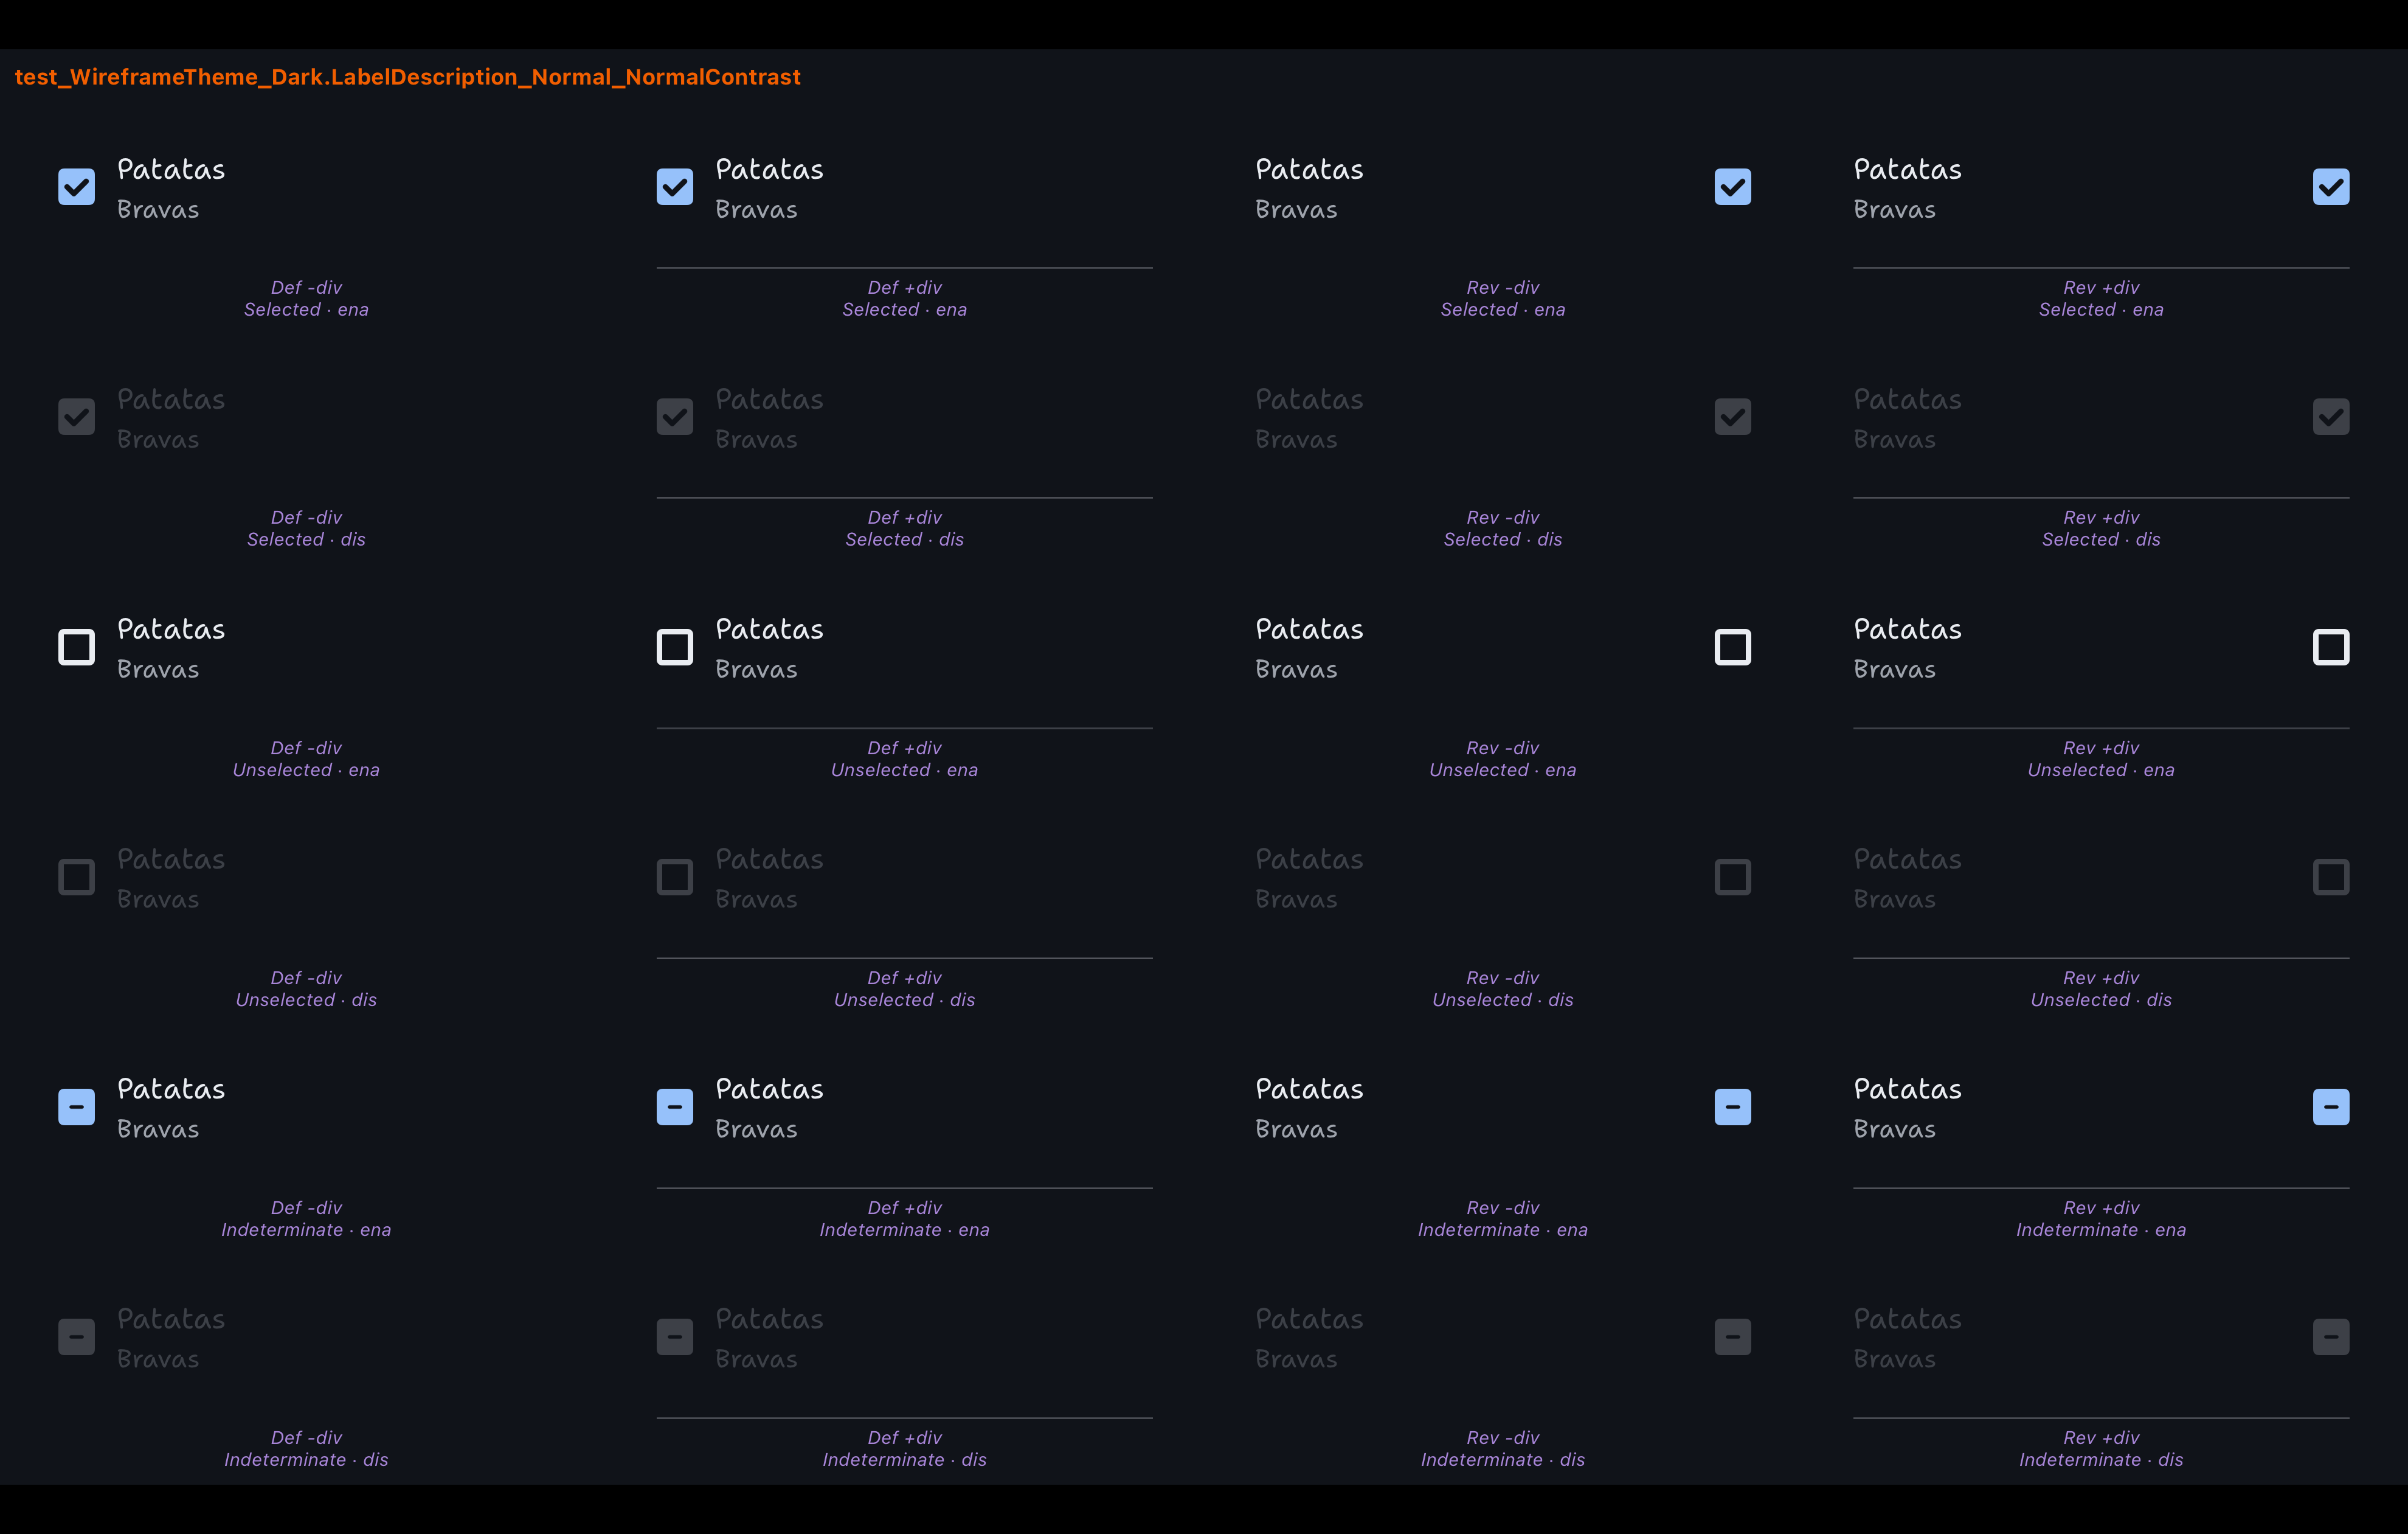 test_WireframeTheme_Dark.LabelDescription_Normal_NormalContrast
Patatas
Bravas
Def -div
Selected · ena
Patatas
Bravas
Def +div
Selected · ena
Patatas
Bravas
Rev -div
Selected · ena
Patatas
Bravas
Rev +div
Selected · ena
Patatas
Bravas
Def -div
Selected · dis
Patatas
Bravas
Def +div
Selected · dis
Patatas
Bravas
Rev -div
Selected · dis
Patatas
Bravas
Rev +div
Selected · dis
Patatas
Bravas
Def -div
Unselected · ena
Patatas
Bravas
Def +div
Unselected · ena
Patatas
Bravas
Rev -div
Unselected · ena
Patatas
Bravas
Rev +div
Unselected · ena
Patatas
Bravas
Def -div
Unselected · dis
Patatas
Bravas
Def +div
Unselected · dis
Patatas
Bravas
Rev -div
Unselected · dis
Patatas
Bravas
Rev +div
Unselected · dis
Patatas
Bravas
Def -div
Indeterminate · ena
Patatas
Bravas
Def +div
Indeterminate · ena
Patatas
Bravas
Rev -div
Indeterminate · ena
Patatas
Bravas
Rev +div
Indeterminate · ena
Patatas
Bravas
Def -div
Indeterminate · dis
Patatas
Bravas
Def +div
Indeterminate · dis
Patatas
Bravas
Rev -div
Indeterminate · dis
Patatas
Bravas
Rev +div
Indeterminate · dis